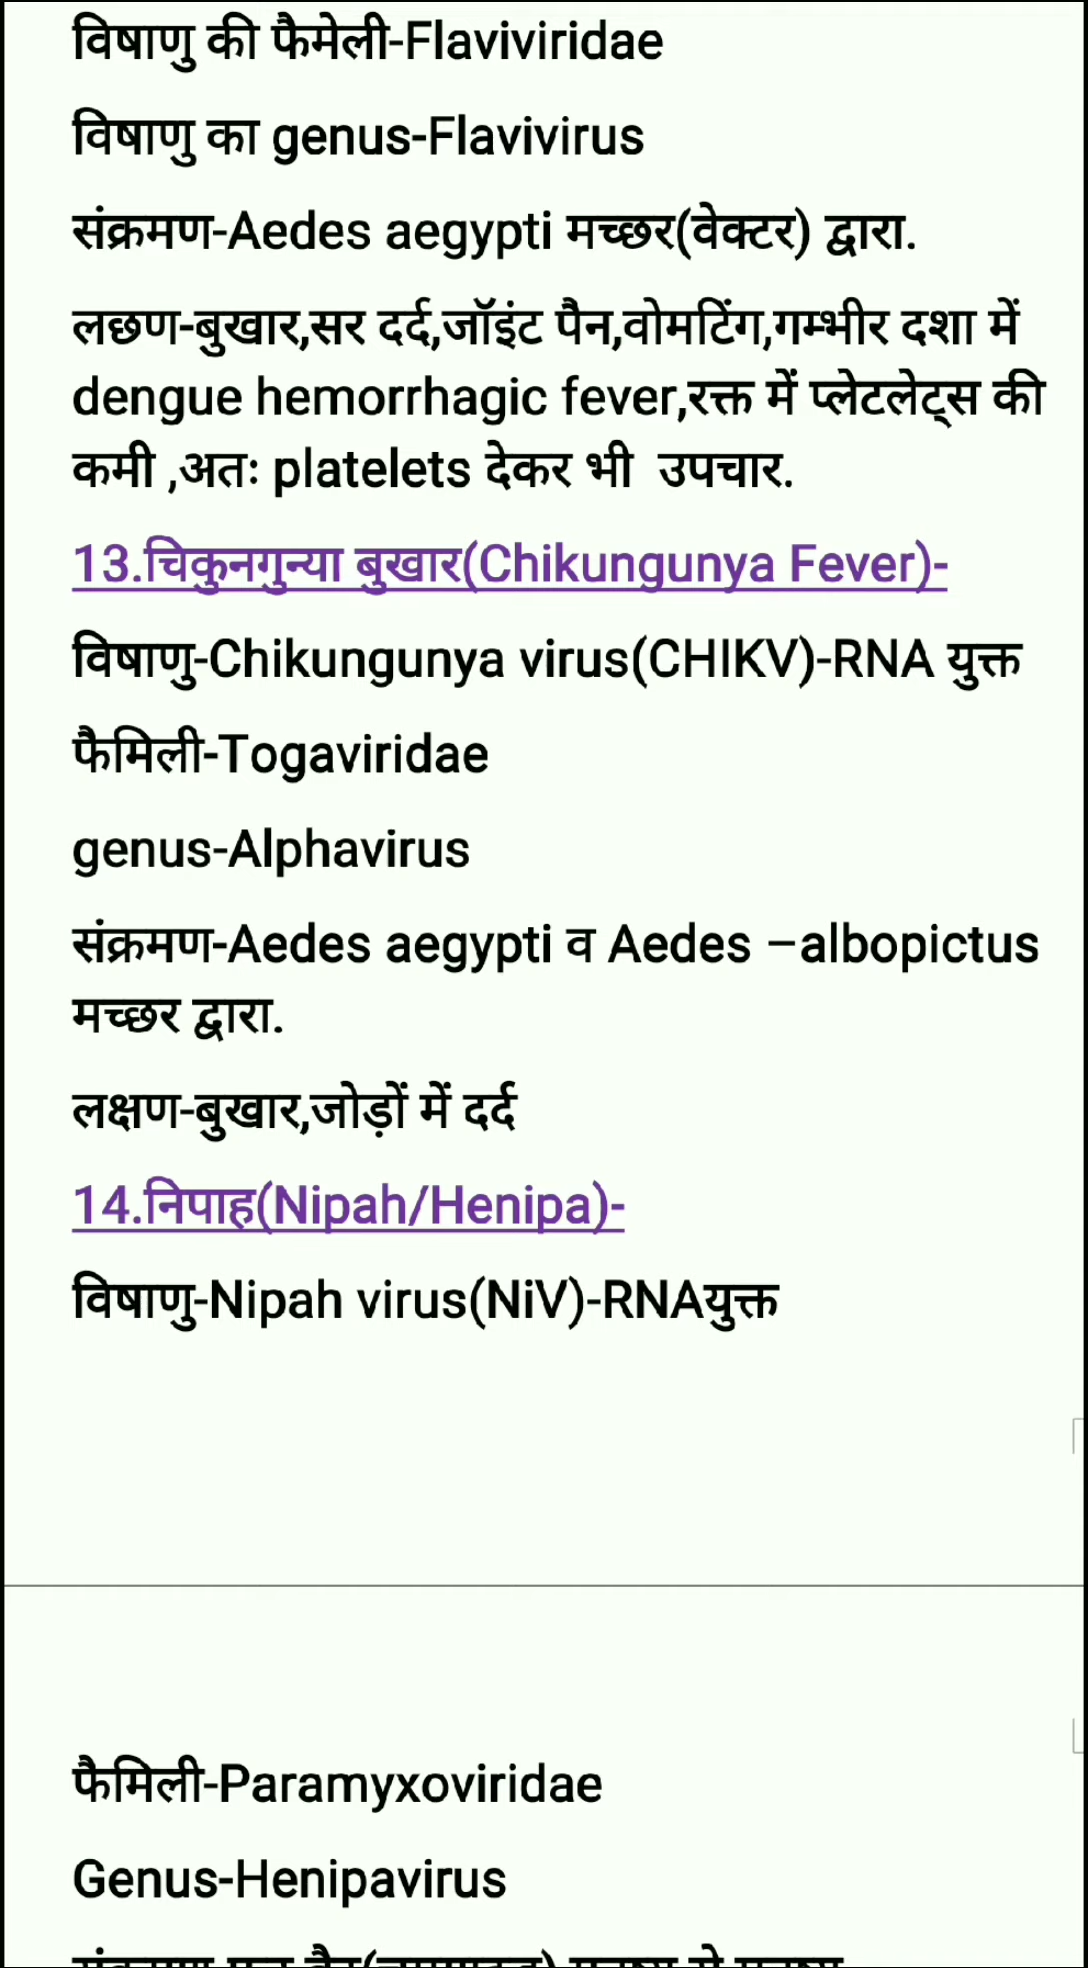 विषाणु की फैमेली-Flaviviridae
विषाणु का genus-Flavivirus
संक्रमण-Aedes aegypti मच्छर(वेक्टर) द्वारा.
लछण-बुखार,सर दर्द,जॉइंट पैन,वोमटिंग,गम्भीर दशा में
dengue hemorrhagic fever,रक्त में प्लेटलेट्स की
कमी ,अतः platelets देकर भी उपचार.
13.चिकुनगुन्या बुखार(Chikungunya Fever)-
विषाणु-Chikungunya virus(CHIKV)-RNA युक्त
फैमिली-Togaviridae
genus-Alphavirus
संक्रमण-Aedes aegypti व Aedes –albopictus
मच्छर द्वारा.
लक्षण-बुखार,जोड़ों में दर्द
14.निपाह(Nipah/Henipa)-
विषाणु-Nipah virus(NiV)-RNAयुक्त
फैमिली-Paramyxoviridae
Genus-Henipavirus